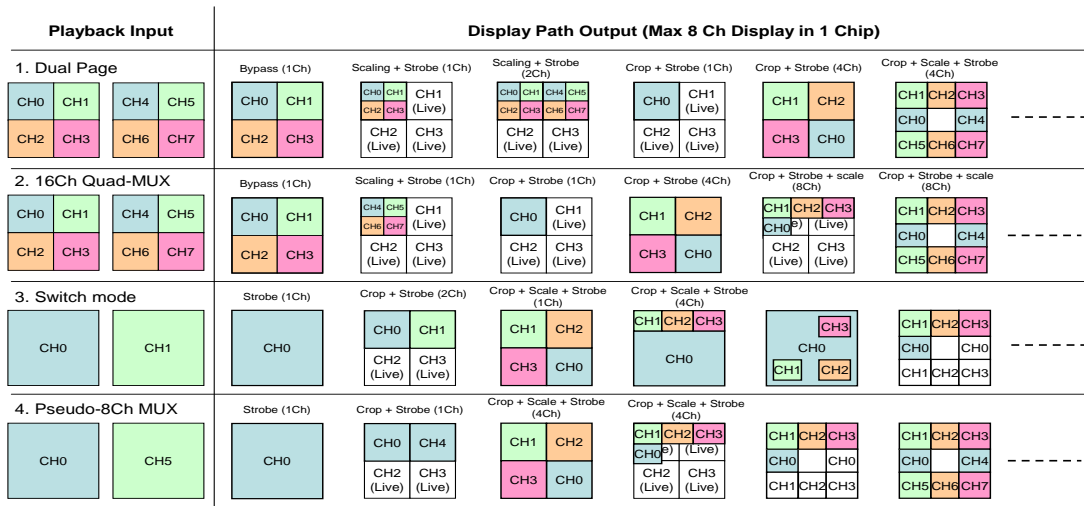 Playback Input
Display Path Output (Max 8 Ch Display in 1 Chip)
1. Dual Page
CH0 CH1
CH2 CH3
CH4 CH5
CH6 CH7
Bypass (1Ch)
CH0 CH1
CH2 CH3
Scaling + Strobe (1Ch)
CH0 CH1
CH2 CH3
CH1
(Live)
CH2
(Live)
CH3
(Live)
Scaling + Strobe
(2Ch)
CH0 CH1 CH4 CH5
CH2 CH3 CH6 CH7
CH2
(Live)
CH3
(Live)
Crop + Strobe (1Ch)
CH0
CH1
(Live)
CH2
(Live)
CH3
(Live)
Crop + Strobe (4Ch)
CH1 CH2
CH3 CH0
Crop + Scale + Strobe
(4Ch)
CH1 CH2 CH3
CH0 CH4
CH5 CH6 CH7
2. 16Ch Quad-MUX
CH0 CH1
CH2 CH3
CH4 CH5
CH6 CH7
Bypass (1Ch)
CH0 CH1
CH2 CH3
Scaling + Strobe (1Ch)
CH4 CH5
CH6 CH7
CH1
(Live)
CH2
(Live)
CH3
(Live)
Crop + Strobe (1Ch)
CH0
CH1
(Live)
CH2
(Live)
CH3
(Live)
Crop + Strobe (4Ch)
CH1 CH2
CH3 CH0
Crop + Strobe + scale
(8Ch)
CH1 CH2 CH3
CH0 e) (Live)
CH2
(Live)
CH3
(Live)
Crop + Strobe + scale
(8Ch)
CH1 CH2 CH3
CH0 CH4
CH5 CH6 CH7
3. Switch mode
CH0
CH1
Strobe (1Ch)
CH0
Crop + Strobe (2Ch)
CH0 CH1
CH2
(Live)
CH3
(Live)
Crop + Scale + Strobe
(1Ch)
CH1 CH2
CH3 CH0
Crop + Scale + Strobe
(4Ch)
CH1 CH2 CH3
CH0
CH3
CH0
CH1 CH2
CH1 CH2 CH3
CH0 CH0
CH1 CH2 CH3
4. Pseudo-8Ch MUX
CH0
CH5
Strobe (1Ch)
CH0
Crop + Strobe (1Ch)
CH0 CH4
CH2
(Live)
CH3
(Live)
Crop + Scale + Strobe
(4Ch)
CH1 CH2
CH3 CH0
Crop + Scale + Strobe
(4Ch)
CH1 CH2 CH3
CH0 e) (Live)
CH2
(Live)
CH3
(Live)
CH1 CH2 CH3
CH0 CH0
CH1 CH2 CH3
CH1 CH2 CH3
CH0 CH4
CH5 CH6 CH7